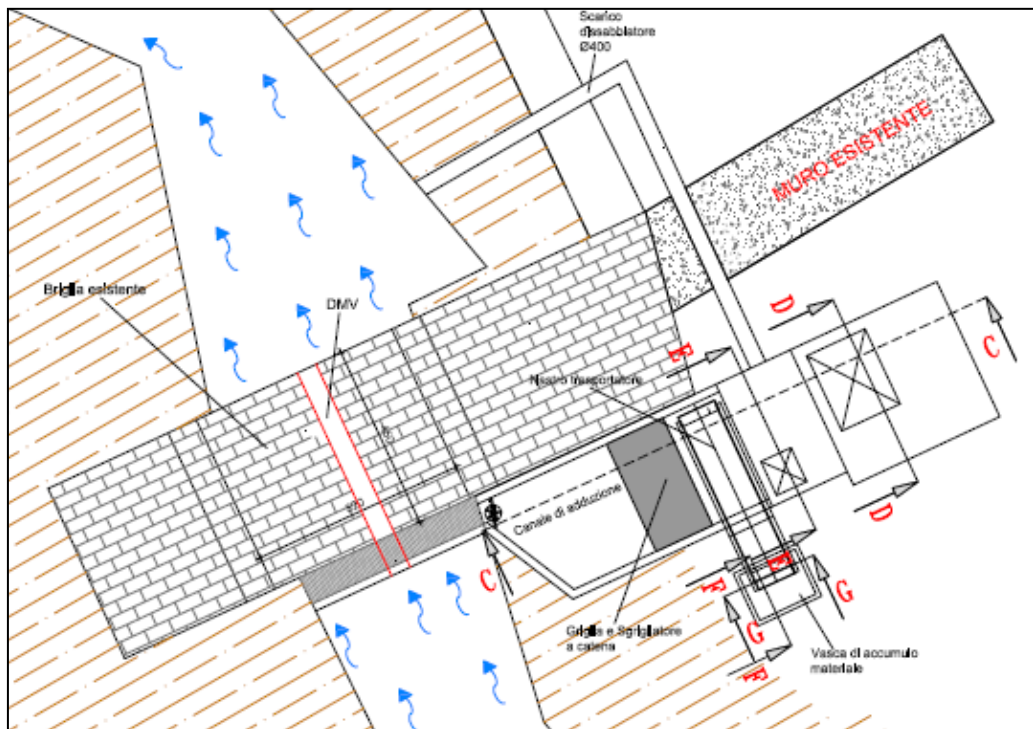 Scarico
dissabbiatore
Ø400
MURO ESISTENTE
Briglia esistente
DMV
D
C
E
Nastro trasportatore
Canale di adduzione
D
C
E
F
G
G
F
Griglia e Sgrigliatore
a catena
Vasca di accumulo
materiale